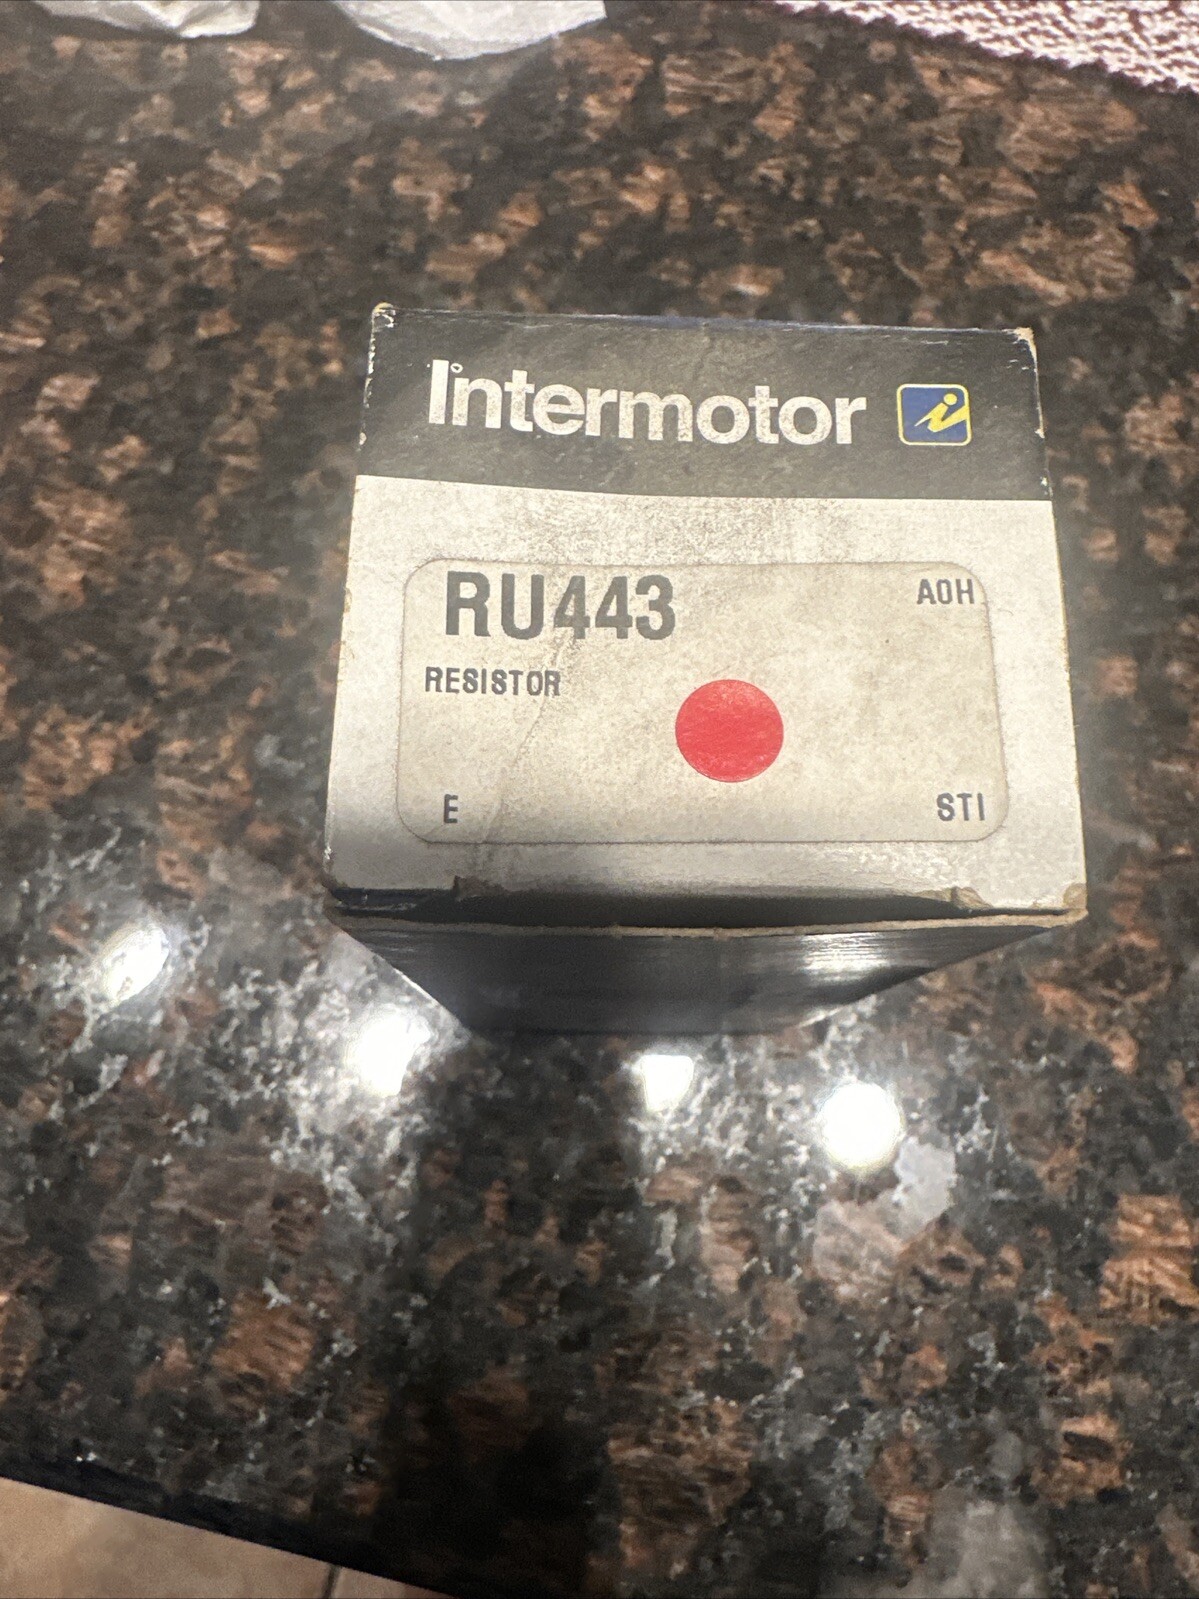 Intermotor
RU443
AOH
RESISTOR
E
STI